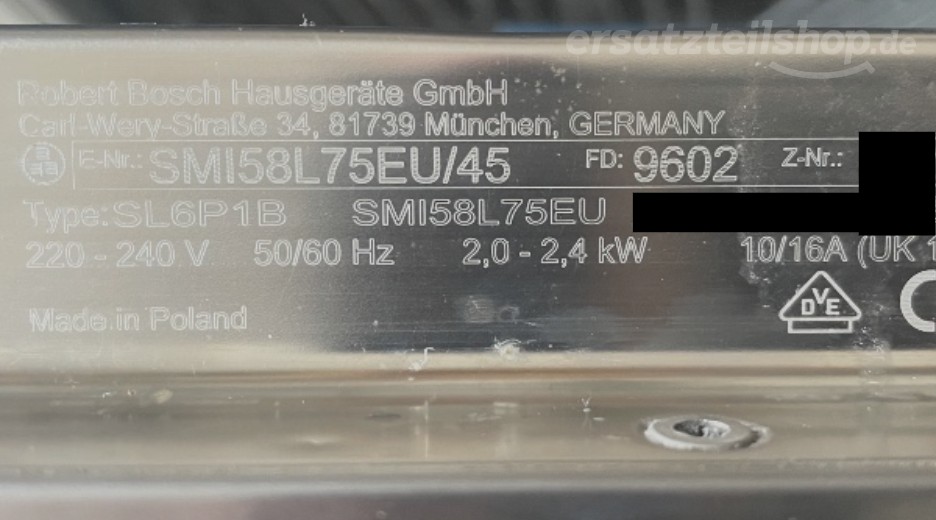 ersatzteilshop.de
Robert Bosch Hausgeräte GmbH
Carl-Wery-Straße 34, 81739 München, GERMANY
E-Nr.: SMI58L75EU/45 FD: 9602 Z-Nr.:
Type: SL6P1B SMI58L75EU
220 - 240 V 50/60 Hz 2,0 - 2,4 kW 10/16A (UK 1
Made in Poland
DVE